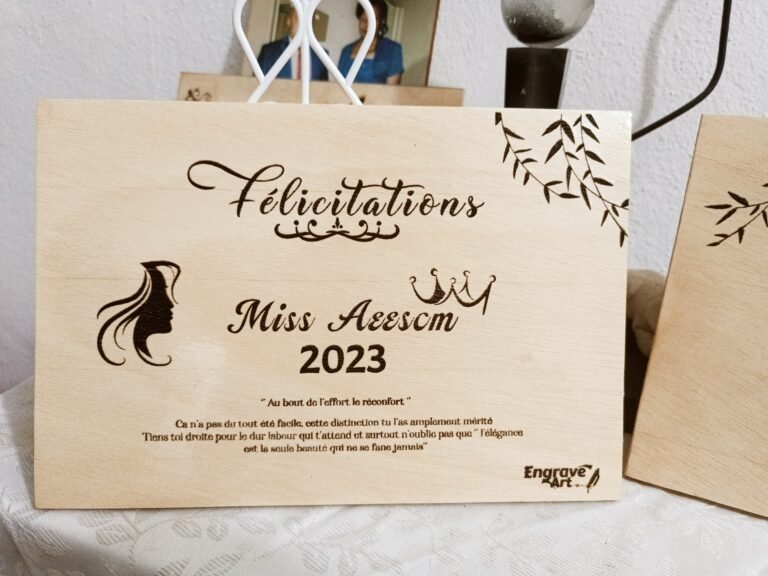 Félicitations
Miss Aeescm
2023
" Au bout de l'effort le réconfort "
Ca n'a pas du tout été facile, cette distinction tu l'as amplement mérité
Tiens toi droite pour le dur labour qui t'attend et surtout n'oublie pas que " l'élégance
est la seule beauté qui ne se fane jamais"
Engrave
Art